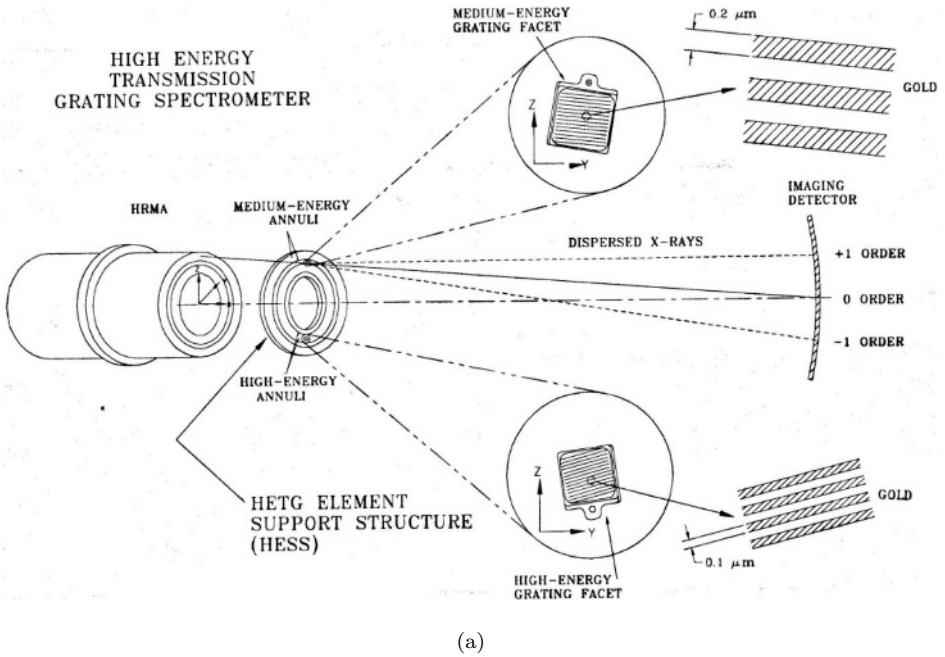 HIGH ENERGY
TRANSMISSION
GRATING SPECTROMETER
MEDIUM-ENERGY
GRATING FACET
0.2 μm
GOLD
Z
Y
HRMA
MEDIUM-ENERGY
ANNULI
IMAGING
DETECTOR
DISPERSED X-RAYS
+1 ORDER
0 ORDER
-1 ORDER
Z
Y
HIGH-ENERGY
ANNULI
HETG ELEMENT
SUPPORT STRUCTURE
(HESS)
Z
Y
GOLD
0.1 μm
HIGH-ENERGY
GRATING FACET
(a)